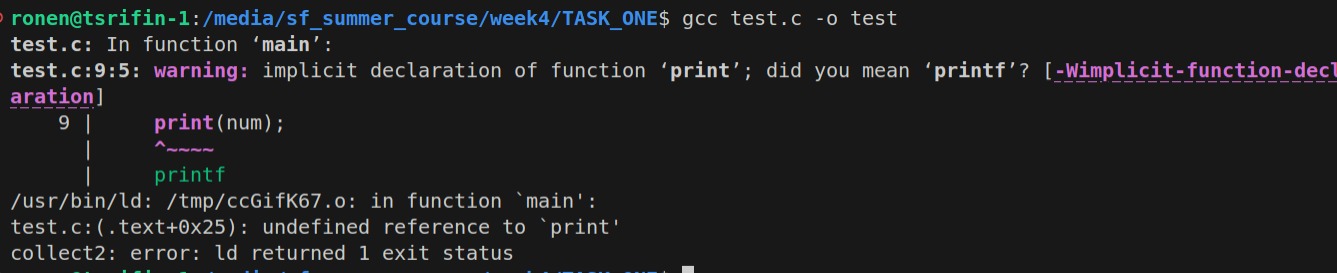 ronen@tsrifin-1:/media/sf_summer_course/week4/TASK_ONE$ gcc test.c -o test
test.c: In function ‘main’:
test.c:9:5: warning: implicit declaration of function ‘print’; did you mean ‘printf’? [-Wimplicit-function-decl
aration]
    9 |     print(num);
      |     ^~~~~
      |     printf
/usr/bin/ld: /tmp/ccGifK67.o: in function `main':
test.c:(.text+0x25): undefined reference to `print'
collect2: error: ld returned 1 exit status